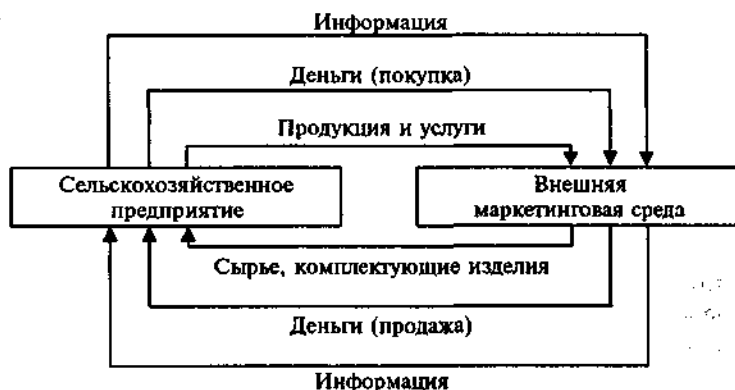 Информация
Деньги (покупка)
Продукция и услуги
Сельскохозяйственное
предприятие
Внешняя
маркетинговая среда
Сырье, комплектующие изделия
Деньги (продажа)
Информация